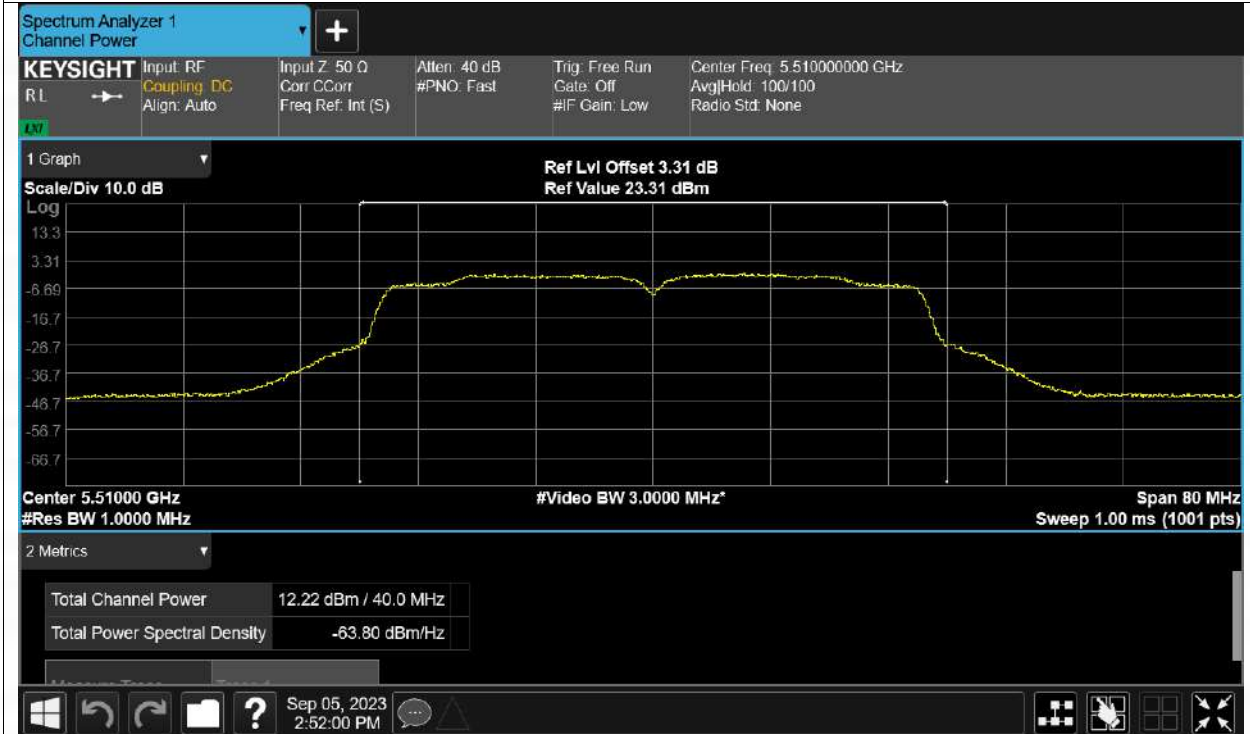 Spectrum Analyzer 1
Channel Power
+
KEYSIGHT Input: RF Input Z: 50 Ω Atten: 40 dB Trig: Free Run Center Freq: 5.510000000 GHz
RL Coupling: DC Corr CCorr #PNO: Fast Gate: Off Avg|Hold: 100/100
Align: Auto Freq Ref: Int (S) #IF Gain: Low Radio Std: None
LXI
1 Graph
Ref Lvl Offset 3.31 dB
Scale/Div 10.0 dB Ref Value 23.31 dBm
Log
13.3
3.31
-6.69
-16.7
-26.7
-36.7
-46.7
-56.7
-66.7
Center 5.51000 GHz #Video BW 3.0000 MHz* Span 80 MHz
#Res BW 1.0000 MHz Sweep 1.00 ms (1001 pts)
2 Metrics
Total Channel Power 12.22 dBm / 40.0 MHz
Total Power Spectral Density -63.80 dBm/Hz
? Sep 05, 2023
2:52:00 PM